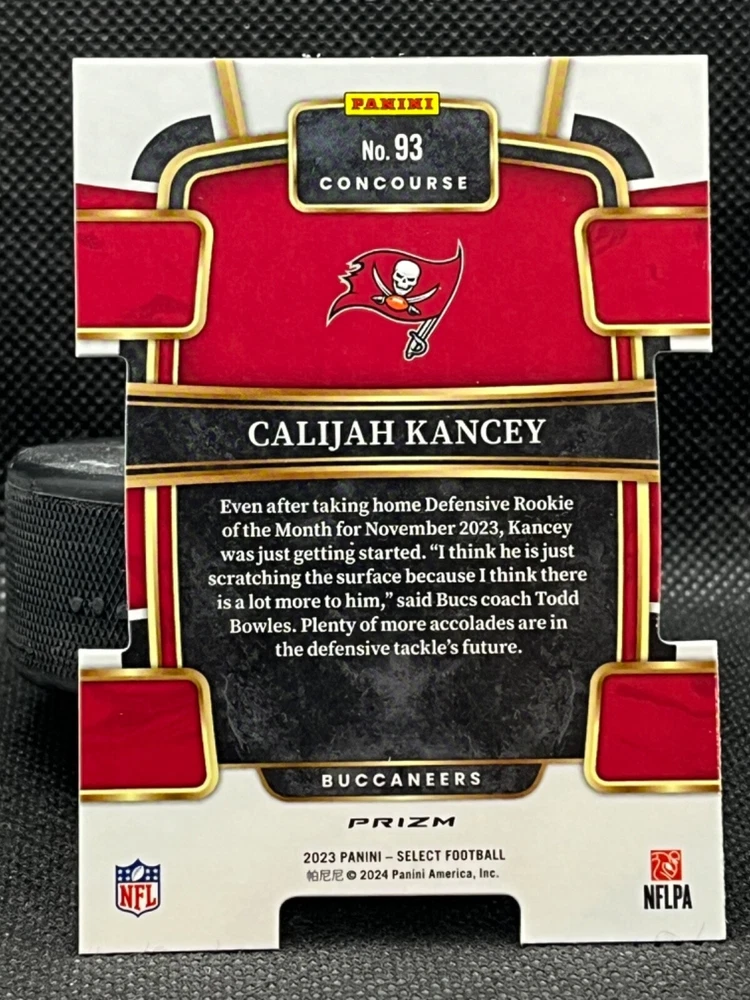 PANINI
No. 93
CONCOURSE
CALIJAH KANCEY
Even after taking home Defensive Rookie
of the Month for November 2023, Kancey
was just getting started. “I think he is just
scratching the surface because I think there
is a lot more to him,” said Bucs coach Todd
Bowles. Plenty of more accolades are in
the defensive tackle’s future.
BUCCANEERS
PRIZM
2023 PANINI – SELECT FOOTBALL
帕尼尼 © 2024 Panini America, Inc.
NFL
NFLPA